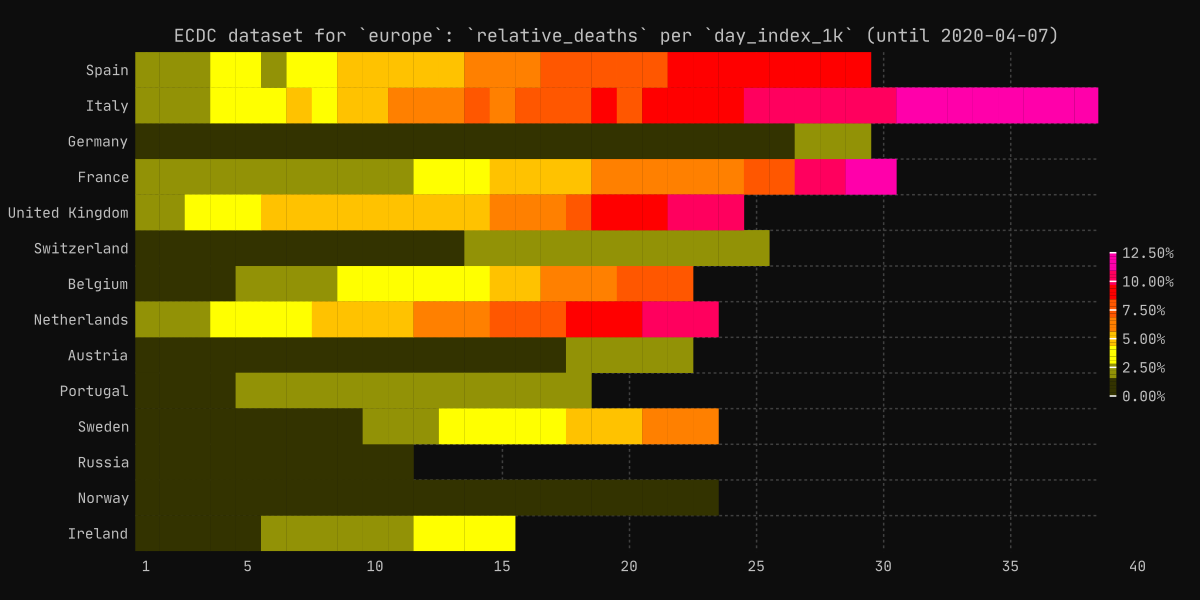 ECDC dataset for `europe`: `relative_deaths` per `day_index_1k` (until 2020-04-07)
Spain
Italy
Germany
France
United Kingdom
Switzerland
Belgium
Netherlands
Austria
Portugal
Sweden
Russia
Norway
Ireland
1 5 10 15 20 25 30 35 40
12.50%
10.00%
7.50%
5.00%
2.50%
0.00%